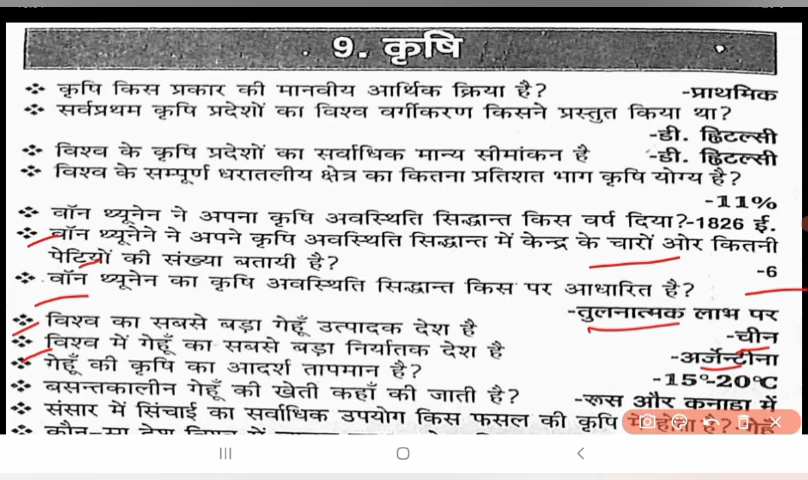 9. कृषि
❖ कृषि किस प्रकार की मानवीय आर्थिक क्रिया है? -प्राथमिक
❖ सर्वप्रथम कृषि प्रदेशों का विश्व वर्गीकरण किसने प्रस्तुत किया था?
-डी. ह्विटल्सी
❖ विश्व के कृषि प्रदेशों का सर्वाधिक मान्य सीमांकन है -डी. ह्विटल्सी
❖ विश्व के सम्पूर्ण धरातलीय क्षेत्र का कितना प्रतिशत भाग कृषि योग्य है?
-11%
❖ वॉन थ्यूनेन ने अपना कृषि अवस्थिति सिद्धान्त किस वर्ष दिया?-1826 ई.
❖ वॉन थ्यूनेने ने अपने कृषि अवस्थिति सिद्धान्त में केन्द्र के चारों ओर कितनी
पेटियों की संख्या बतायी है? -6
❖ वॉन थ्यूनेन का कृषि अवस्थिति सिद्धान्त किस पर आधारित है?
-तुलनात्मक लाभ पर
❖ विश्व का सबसे बड़ा गेहूँ उत्पादक देश है -चीन
❖ विश्व में गेहूँ का सबसे बड़ा निर्यातक देश है -अर्जेन्टीना
❖ गेहूँ की कृषि का आदर्श तापमान है? -15°-20°C
❖ बसन्तकालीन गेहूँ की खेती कहाँ की जाती है? -रूस और कनाडा में
❖ संसार में सिंचाई का सर्वाधिक उपयोग किस फसल की कृषि में होता है?-गेहूँ